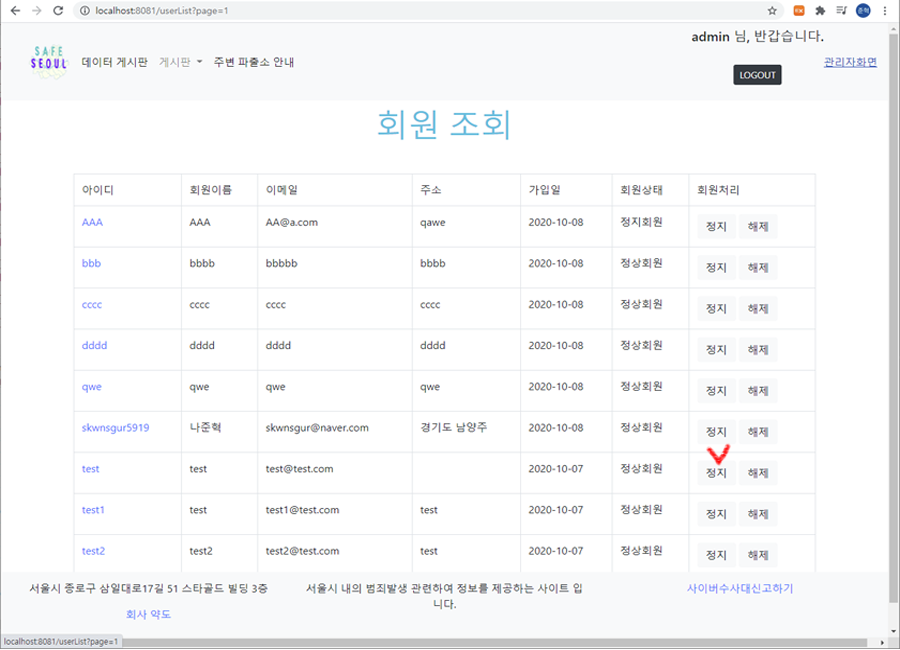 localhost:8081/userList?page=1
admin 님, 반갑습니다.
SAFE
SEOUL
데이터 게시판 게시판 주변 파출소 안내
LOGOUT
관리자화면
회원 조회
아이디 회원이름 이메일 주소 가입일 회원상태 회원처리
AAA AAA AA@a.com qawe 2020-10-08 정지회원 정지 해제
bbb bbbb bbbbb bbbb 2020-10-08 정상회원 정지 해제
cccc cccc cccc cccc 2020-10-08 정상회원 정지 해제
dddd dddd dddd dddd 2020-10-08 정상회원 정지 해제
qwe qwe qwe qwe 2020-10-08 정상회원 정지 해제
skwnsgur5919 나준혁 skwnsgur@naver.com 경기도 남양주 2020-10-08 정상회원 정지 해제
test test test@test.com 2020-10-07 정상회원 정지 해제
test1 test test1@test.com test 2020-10-07 정상회원 정지 해제
test2 test2 test2@test.com test 2020-10-07 정상회원 정지 해제
서울시 종로구 삼일대로17길 51 스타골드 빌딩 3층
회사 약도
서울시 내의 범죄발생 관련하여 정보를 제공하는 사이트 입
니다.
사이버수사대신고하기
localhost:8081/userList?page=1